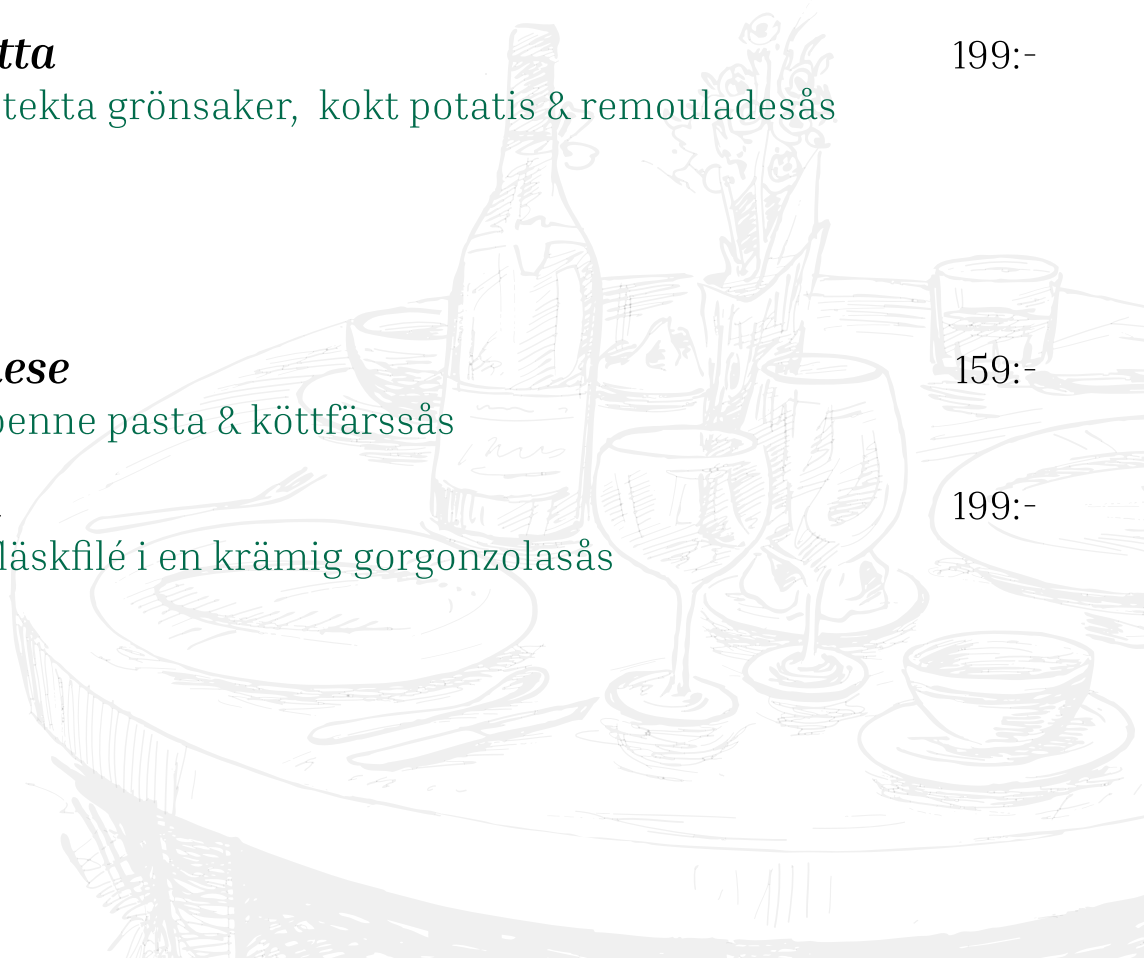 tta 199:-
tekta grönsaker, kokt potatis & remouladesås
ese 159:-
penne pasta & köttfärssås
199:-
läskfilé i en krämig gorgonzolasås